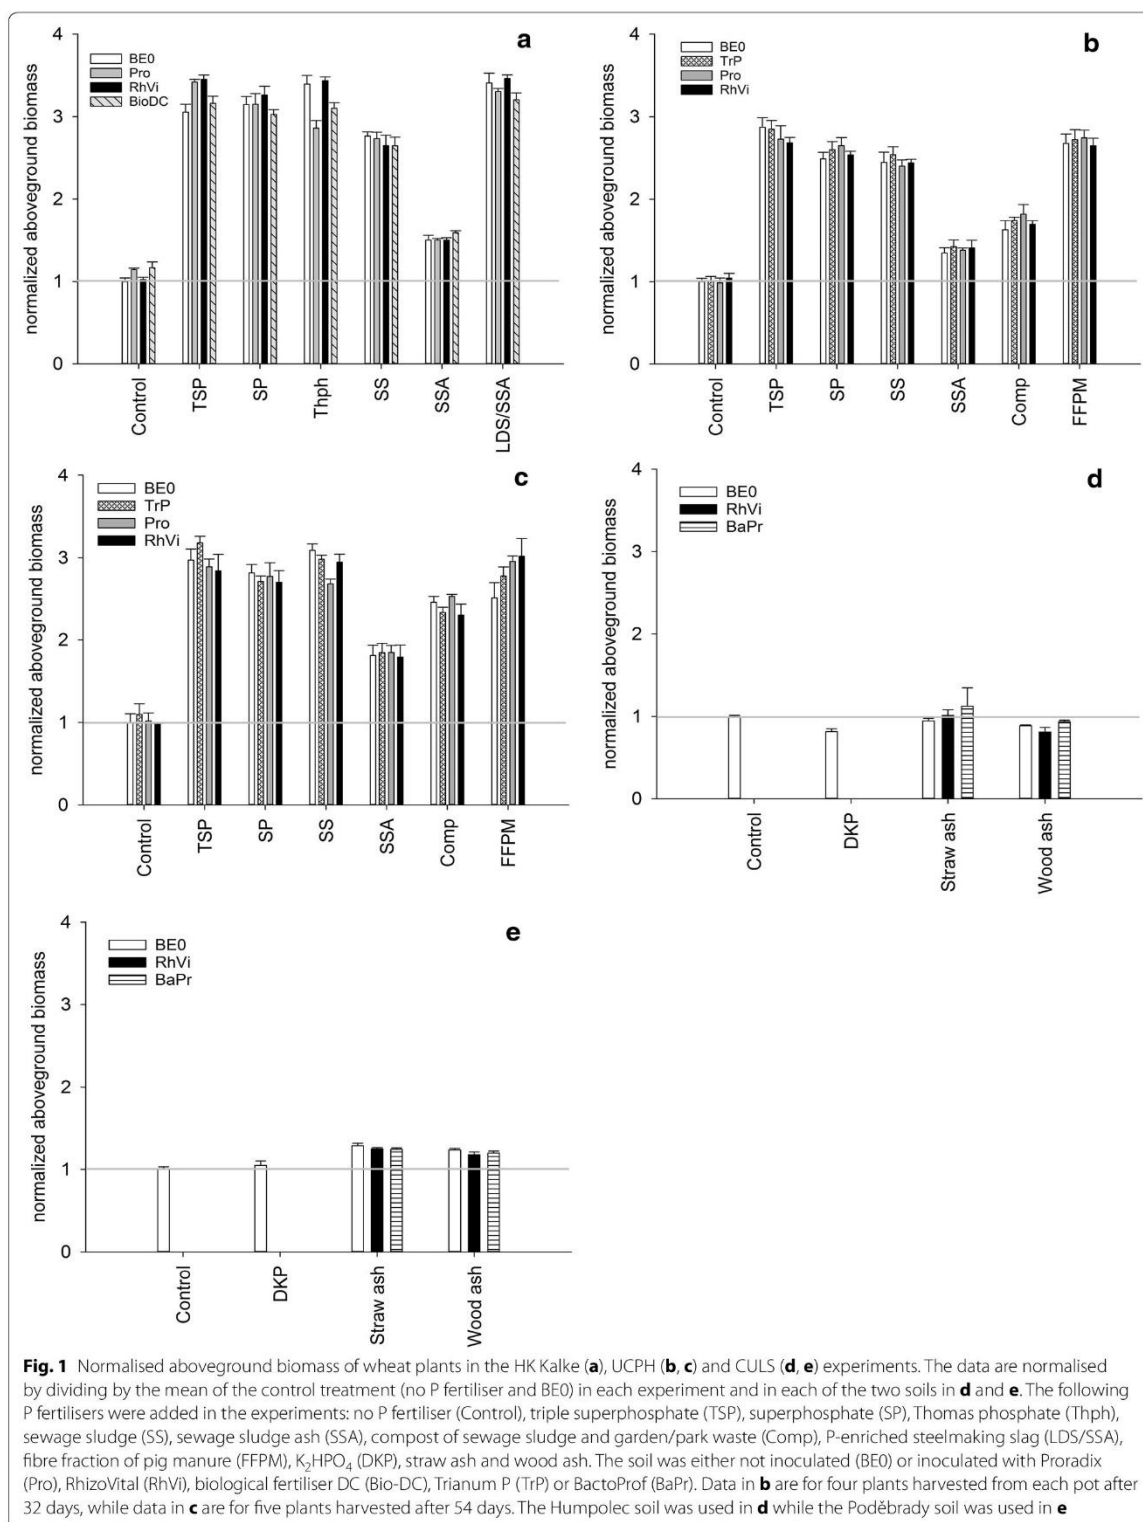 a
BE0
Pro
RhVi
BioDC
normalized aboveground biomass
4
3
2
1
0
Control
TSP
SP
Thph
SS
SSA
LDS/SSA
b
BE0
TrP
Pro
RhVi
normalized aboveground biomass
4
3
2
1
0
Control
TSP
SP
SS
SSA
Comp
FFPM
c
BE0
TrP
Pro
RhVi
normalized aboveground biomass
4
3
2
1
0
Control
TSP
SP
SS
SSA
Comp
FFPM
d
BE0
RhVi
BaPr
normalized aboveground biomass
4
3
2
1
0
Control
DKP
Straw ash
Wood ash
e
BE0
RhVi
BaPr
normalized aboveground biomass
4
3
2
1
0
Control
DKP
Straw ash
Wood ash
Fig. 1 Normalised aboveground biomass of wheat plants in the HK Kalke (a), UCPH (b, c) and CULS (d, e) experiments. The data are normalised
by dividing by the mean of the control treatment (no P fertiliser and BE0) in each experiment and in each of the two soils in d and e. The following
P fertilisers were added in the experiments: no P fertiliser (Control), triple superphosphate (TSP), superphosphate (SP), Thomas phosphate (Thph),
sewage sludge (SS), sewage sludge ash (SSA), compost of sewage sludge and garden/park waste (Comp), P-enriched steelmaking slag (LDS/SSA),
fibre fraction of pig manure (FFPM), K₂HPO₄ (DKP), straw ash and wood ash. The soil was either not inoculated (BE0) or inoculated with Proradix
(Pro), RhizoVital (RhVi), biological fertiliser DC (Bio-DC), Trianum P (TrP) or BactoProf (BaPr). Data in b are for four plants harvested from each pot after
32 days, while data in c are for five plants harvested after 54 days. The Humpolec soil was used in d while the Poděbrady soil was used in e